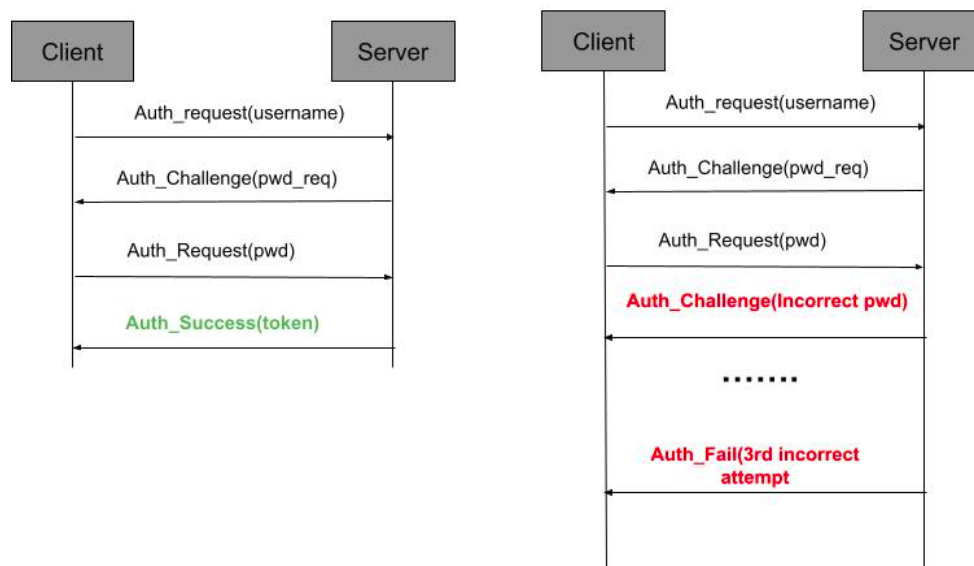 Client
Server
Auth_request(username)
Auth_Challenge(pwd_req)
Auth_Request(pwd)
Auth_Success(token)
Client
Server
Auth_request(username)
Auth_Challenge(pwd_req)
Auth_Request(pwd)
Auth_Challenge(Incorrect pwd)
.......
Auth_Fail(3rd incorrect
attempt